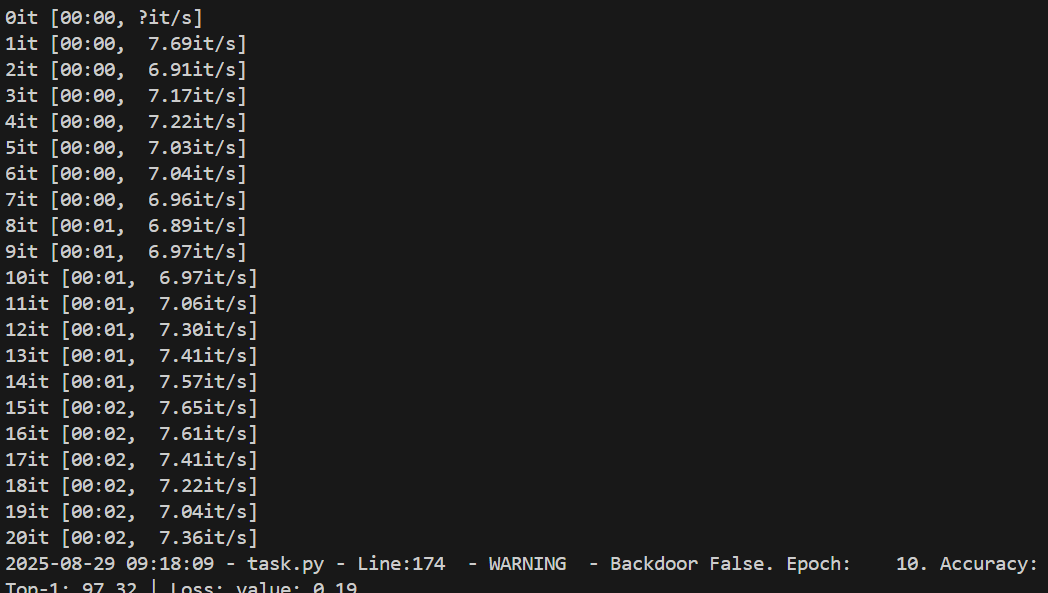 0it [00:00, ?it/s]
1it [00:00,  7.69it/s]
2it [00:00,  6.91it/s]
3it [00:00,  7.17it/s]
4it [00:00,  7.22it/s]
5it [00:00,  7.03it/s]
6it [00:00,  7.04it/s]
7it [00:00,  6.96it/s]
8it [00:01,  6.89it/s]
9it [00:01,  6.97it/s]
10it [00:01,  6.97it/s]
11it [00:01,  7.06it/s]
12it [00:01,  7.30it/s]
13it [00:01,  7.41it/s]
14it [00:01,  7.57it/s]
15it [00:02,  7.65it/s]
16it [00:02,  7.61it/s]
17it [00:02,  7.41it/s]
18it [00:02,  7.22it/s]
19it [00:02,  7.04it/s]
20it [00:02,  7.36it/s]
2025-08-29 09:18:09 - task.py - Line:174  - WARNING  - Backdoor False. Epoch:    10. Accuracy:
Top-1: 97.32 | Loss: value: 0.19